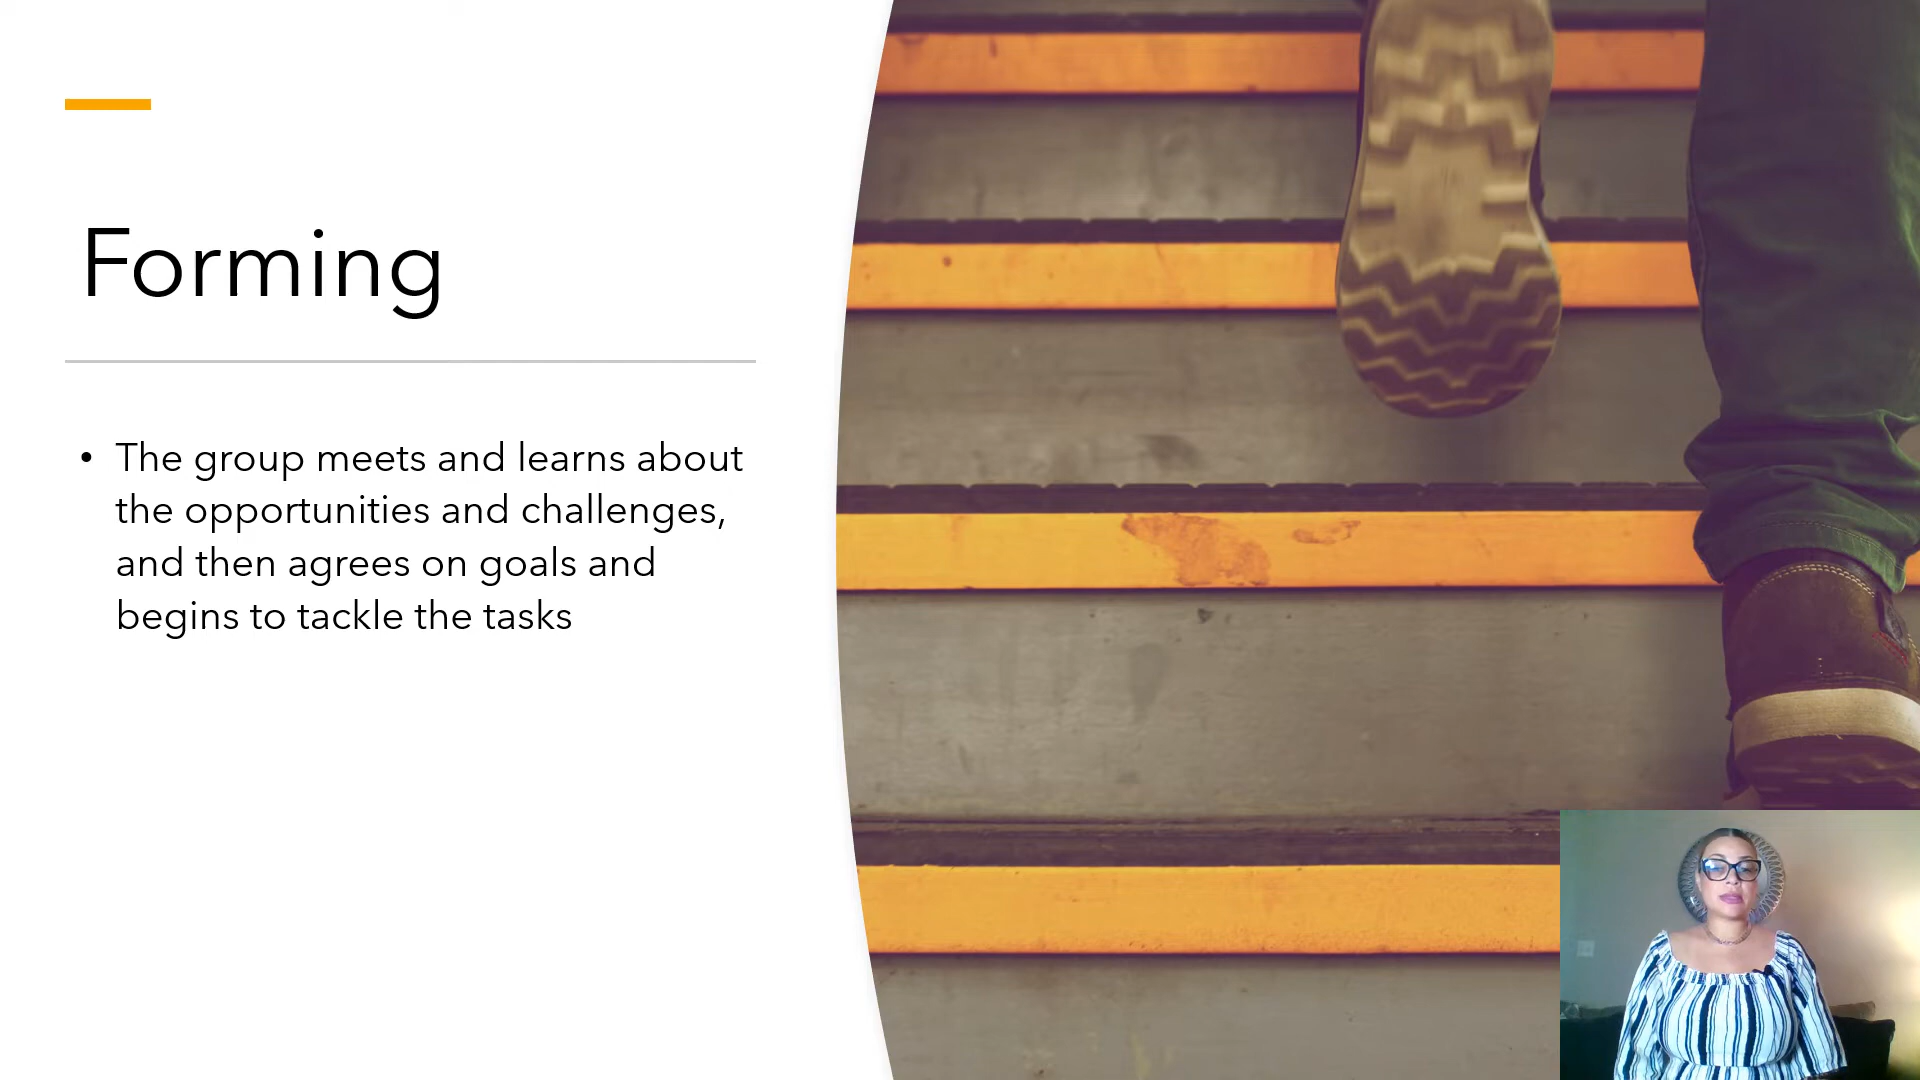 Forming
• The group meets and learns about
the opportunities and challenges,
and then agrees on goals and
begins to tackle the tasks